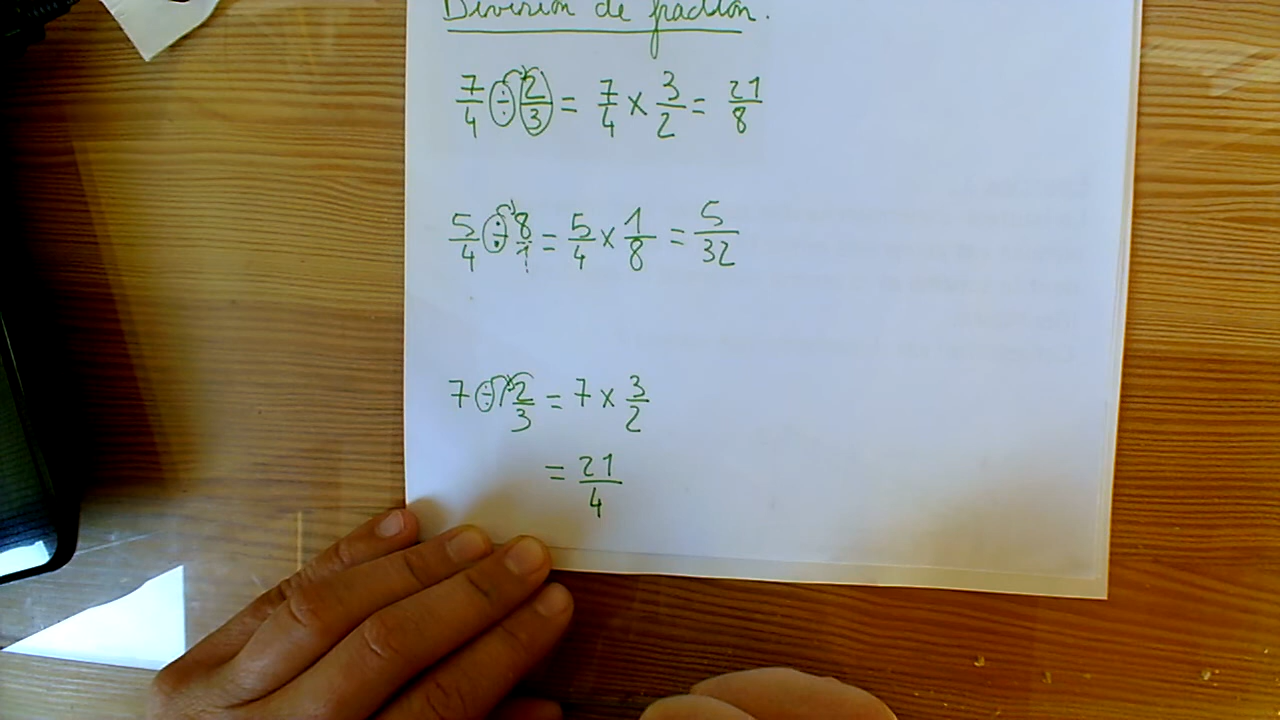 Division de fraction.
7/4 ÷ 2/3 = 7/4 × 3/2 = 21/8
5/4 ÷ 8/1 = 5/4 × 1/8 = 5/32
7 ÷ 2/3 = 7 × 3/2
= 21/4